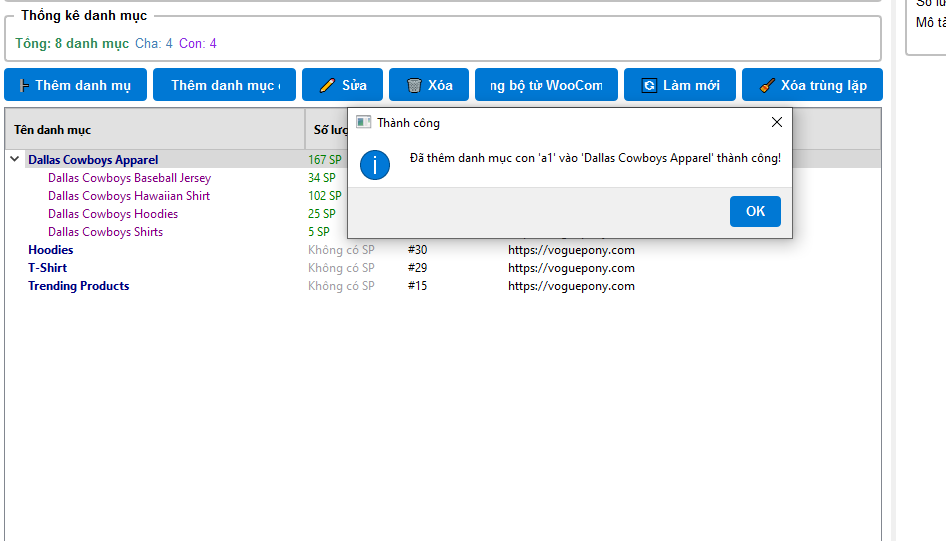 Thống kê danh mục
Tổng: 8 danh mục Cha: 4 Con: 4
Thêm danh mụ
Thêm danh mục
Sửa
Xóa
ng bộ từ WooCom
Làm mới
Xóa trùng lặp
Mô tả
Tên danh mục
Số lượ
Thành công
Đã thêm danh mục con 'a1' vào 'Dallas Cowboys Apparel' thành công!
OK
Dallas Cowboys Apparel 167 SP
Dallas Cowboys Baseball Jersey 34 SP
Dallas Cowboys Hawaiian Shirt 102 SP
Dallas Cowboys Hoodies 25 SP
Dallas Cowboys Shirts 5 SP
Hoodies Không có SP #30 https://voguepony.com
T-Shirt Không có SP #29 https://voguepony.com
Trending Products Không có SP #15 https://voguepony.com